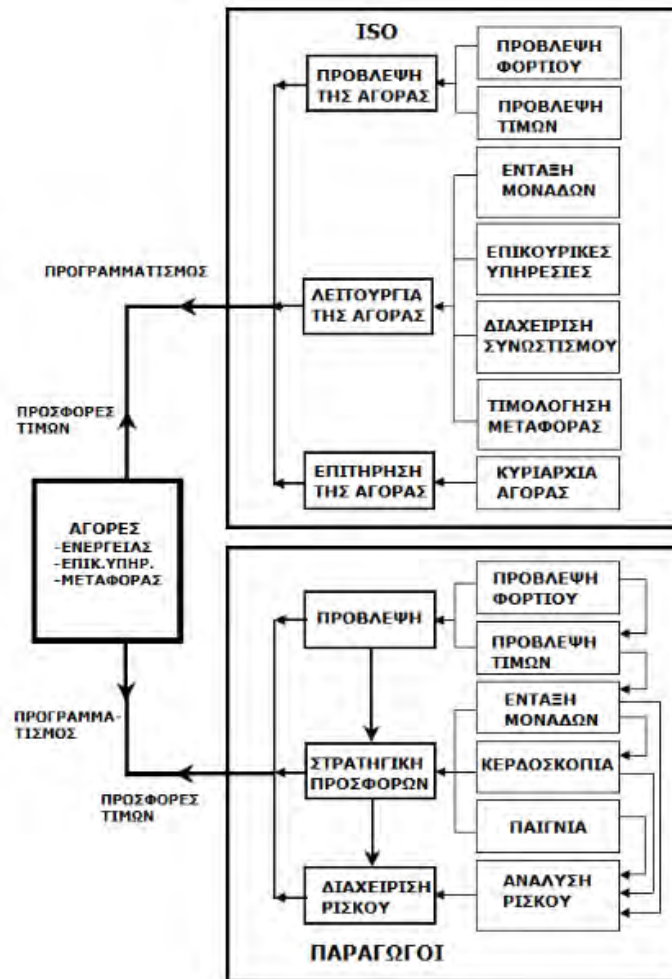 ISO
ΠΡΟΒΛΕΨΗ
ΤΗΣ ΑΓΟΡΑΣ
ΠΡΟΒΛΕΨΗ
ΦΟΡΤΙΟΥ
ΠΡΟΒΛΕΨΗ
ΤΙΜΩΝ
ΛΕΙΤΟΥΡΓΙΑ
ΤΗΣ ΑΓΟΡΑΣ
ΕΝΤΑΞΗ
ΜΟΝΑΔΩΝ
ΕΠΙΚΟΥΡΙΚΕΣ
ΥΠΗΡΕΣΙΕΣ
ΔΙΑΧΕΙΡΙΣΗ
ΣΥΝΩΣΤΙΣΜΟΥ
ΤΙΜΟΛΟΓΗΣΗ
ΜΕΤΑΦΟΡΑΣ
ΕΠΙΤΗΡΗΣΗ
ΤΗΣ ΑΓΟΡΑΣ
ΚΥΡΙΑΡΧΙΑ
ΑΓΟΡΑΣ
ΠΡΟΓΡΑΜΜΑΤΙΣΜΟΣ
ΠΡΟΣΦΟΡΕΣ
ΤΙΜΩΝ
ΑΓΟΡΕΣ
-ΕΝΕΡΓΕΙΑΣ
-ΕΠΙΚ.ΥΠΗΡ.
-ΜΕΤΑΦΟΡΑΣ
ΠΡΟΓΡΑΜΜΑ-
ΤΙΣΜΟΣ
ΠΡΟΣΦΟΡΕΣ
ΤΙΜΩΝ
ΠΡΟΒΛΕΨΗ
ΠΡΟΒΛΕΨΗ
ΦΟΡΤΙΟΥ
ΠΡΟΒΛΕΨΗ
ΤΙΜΩΝ
ΣΤΡΑΤΗΓΙΚΗ
ΠΡΟΣΦΟΡΩΝ
ΕΝΤΑΞΗ
ΜΟΝΑΔΩΝ
ΚΕΡΔΟΣΚΟΠΙΑ
ΠΑΙΓΝΙΑ
ΔΙΑΧΕΙΡΙΣΗ
ΡΙΣΚΟΥ
ΑΝΑΛΥΣΗ
ΡΙΣΚΟΥ
ΠΑΡΑΓΩΓΟΙ